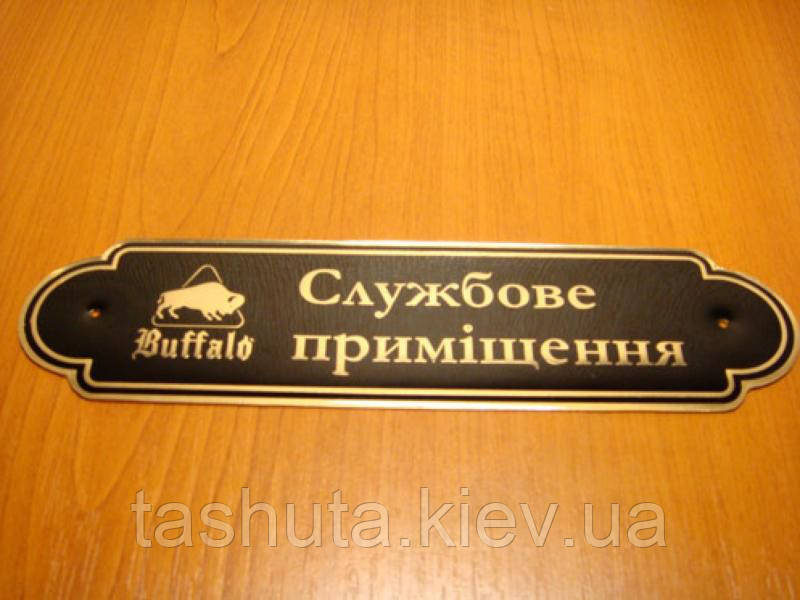 Службове
приміщення
Buffalo
tashuta.kiev.ua